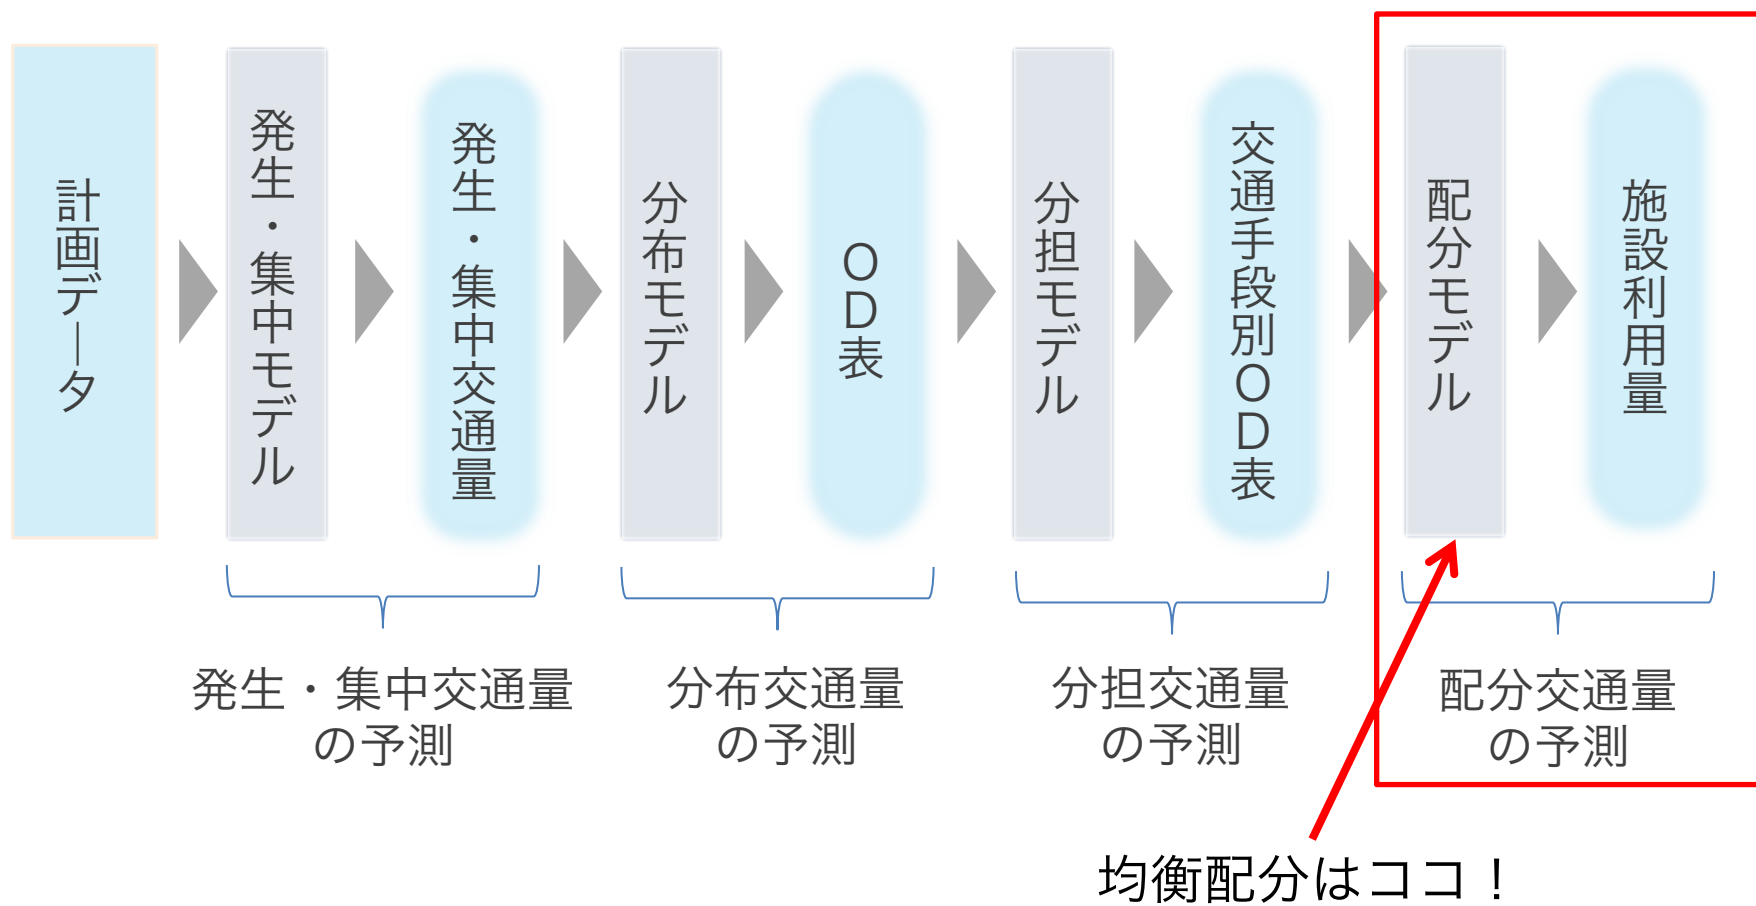 計画データ
発生・集中モデル
発生・集中交通量
分布モデル
OD表
分担モデル
交通手段別OD表
配分モデル
施設利用量
発生・集中交通量
の予測
分布交通量
の予測
分担交通量
の予測
配分交通量
の予測
均衡配分はココ！